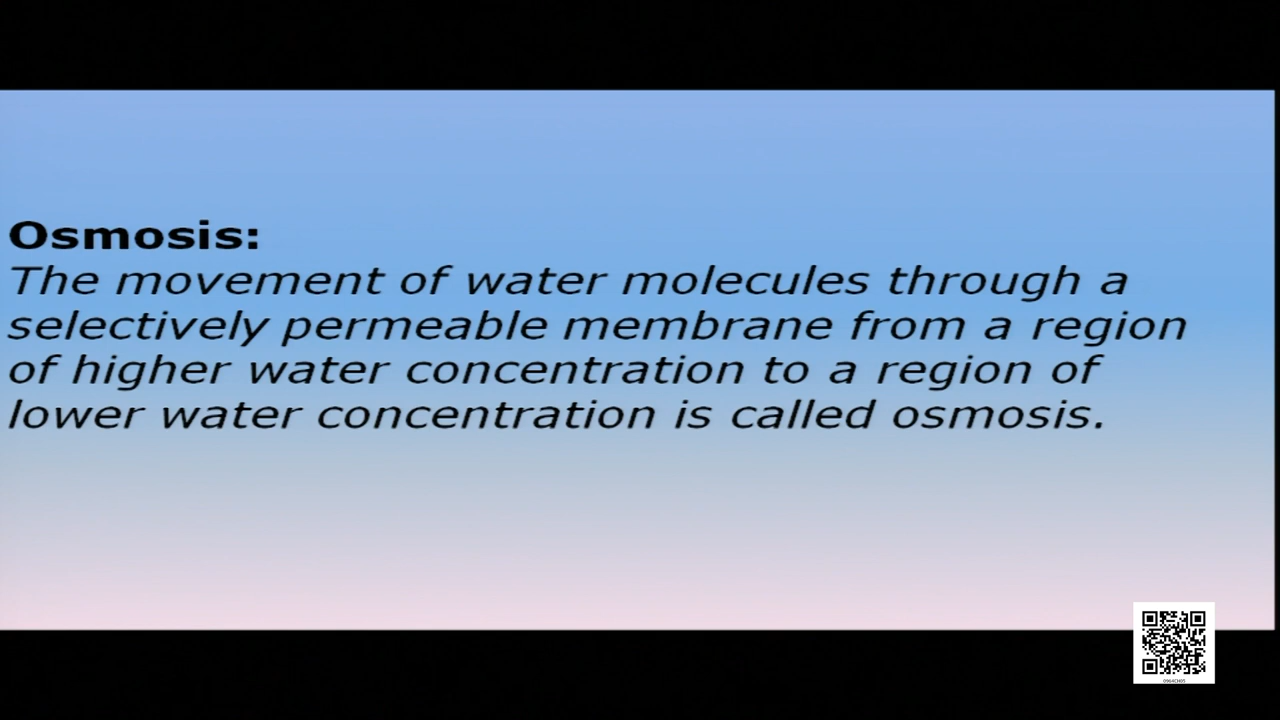 Osmosis:
The movement of water molecules through a
selectively permeable membrane from a region
of higher water concentration to a region of
lower water concentration is called osmosis.